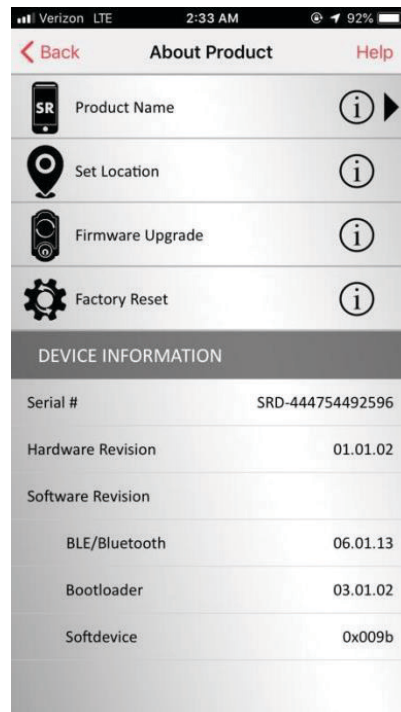 Verizon LTE 2:33 AM 92%
Back About Product Help
SR Product Name i
Set Location i
Firmware Upgrade i
Factory Reset i
DEVICE INFORMATION
Serial # SRD-444754492596
Hardware Revision 01.01.02
Software Revision
BLE/Bluetooth 06.01.13
Bootloader 03.01.02
Softdevice 0x009b